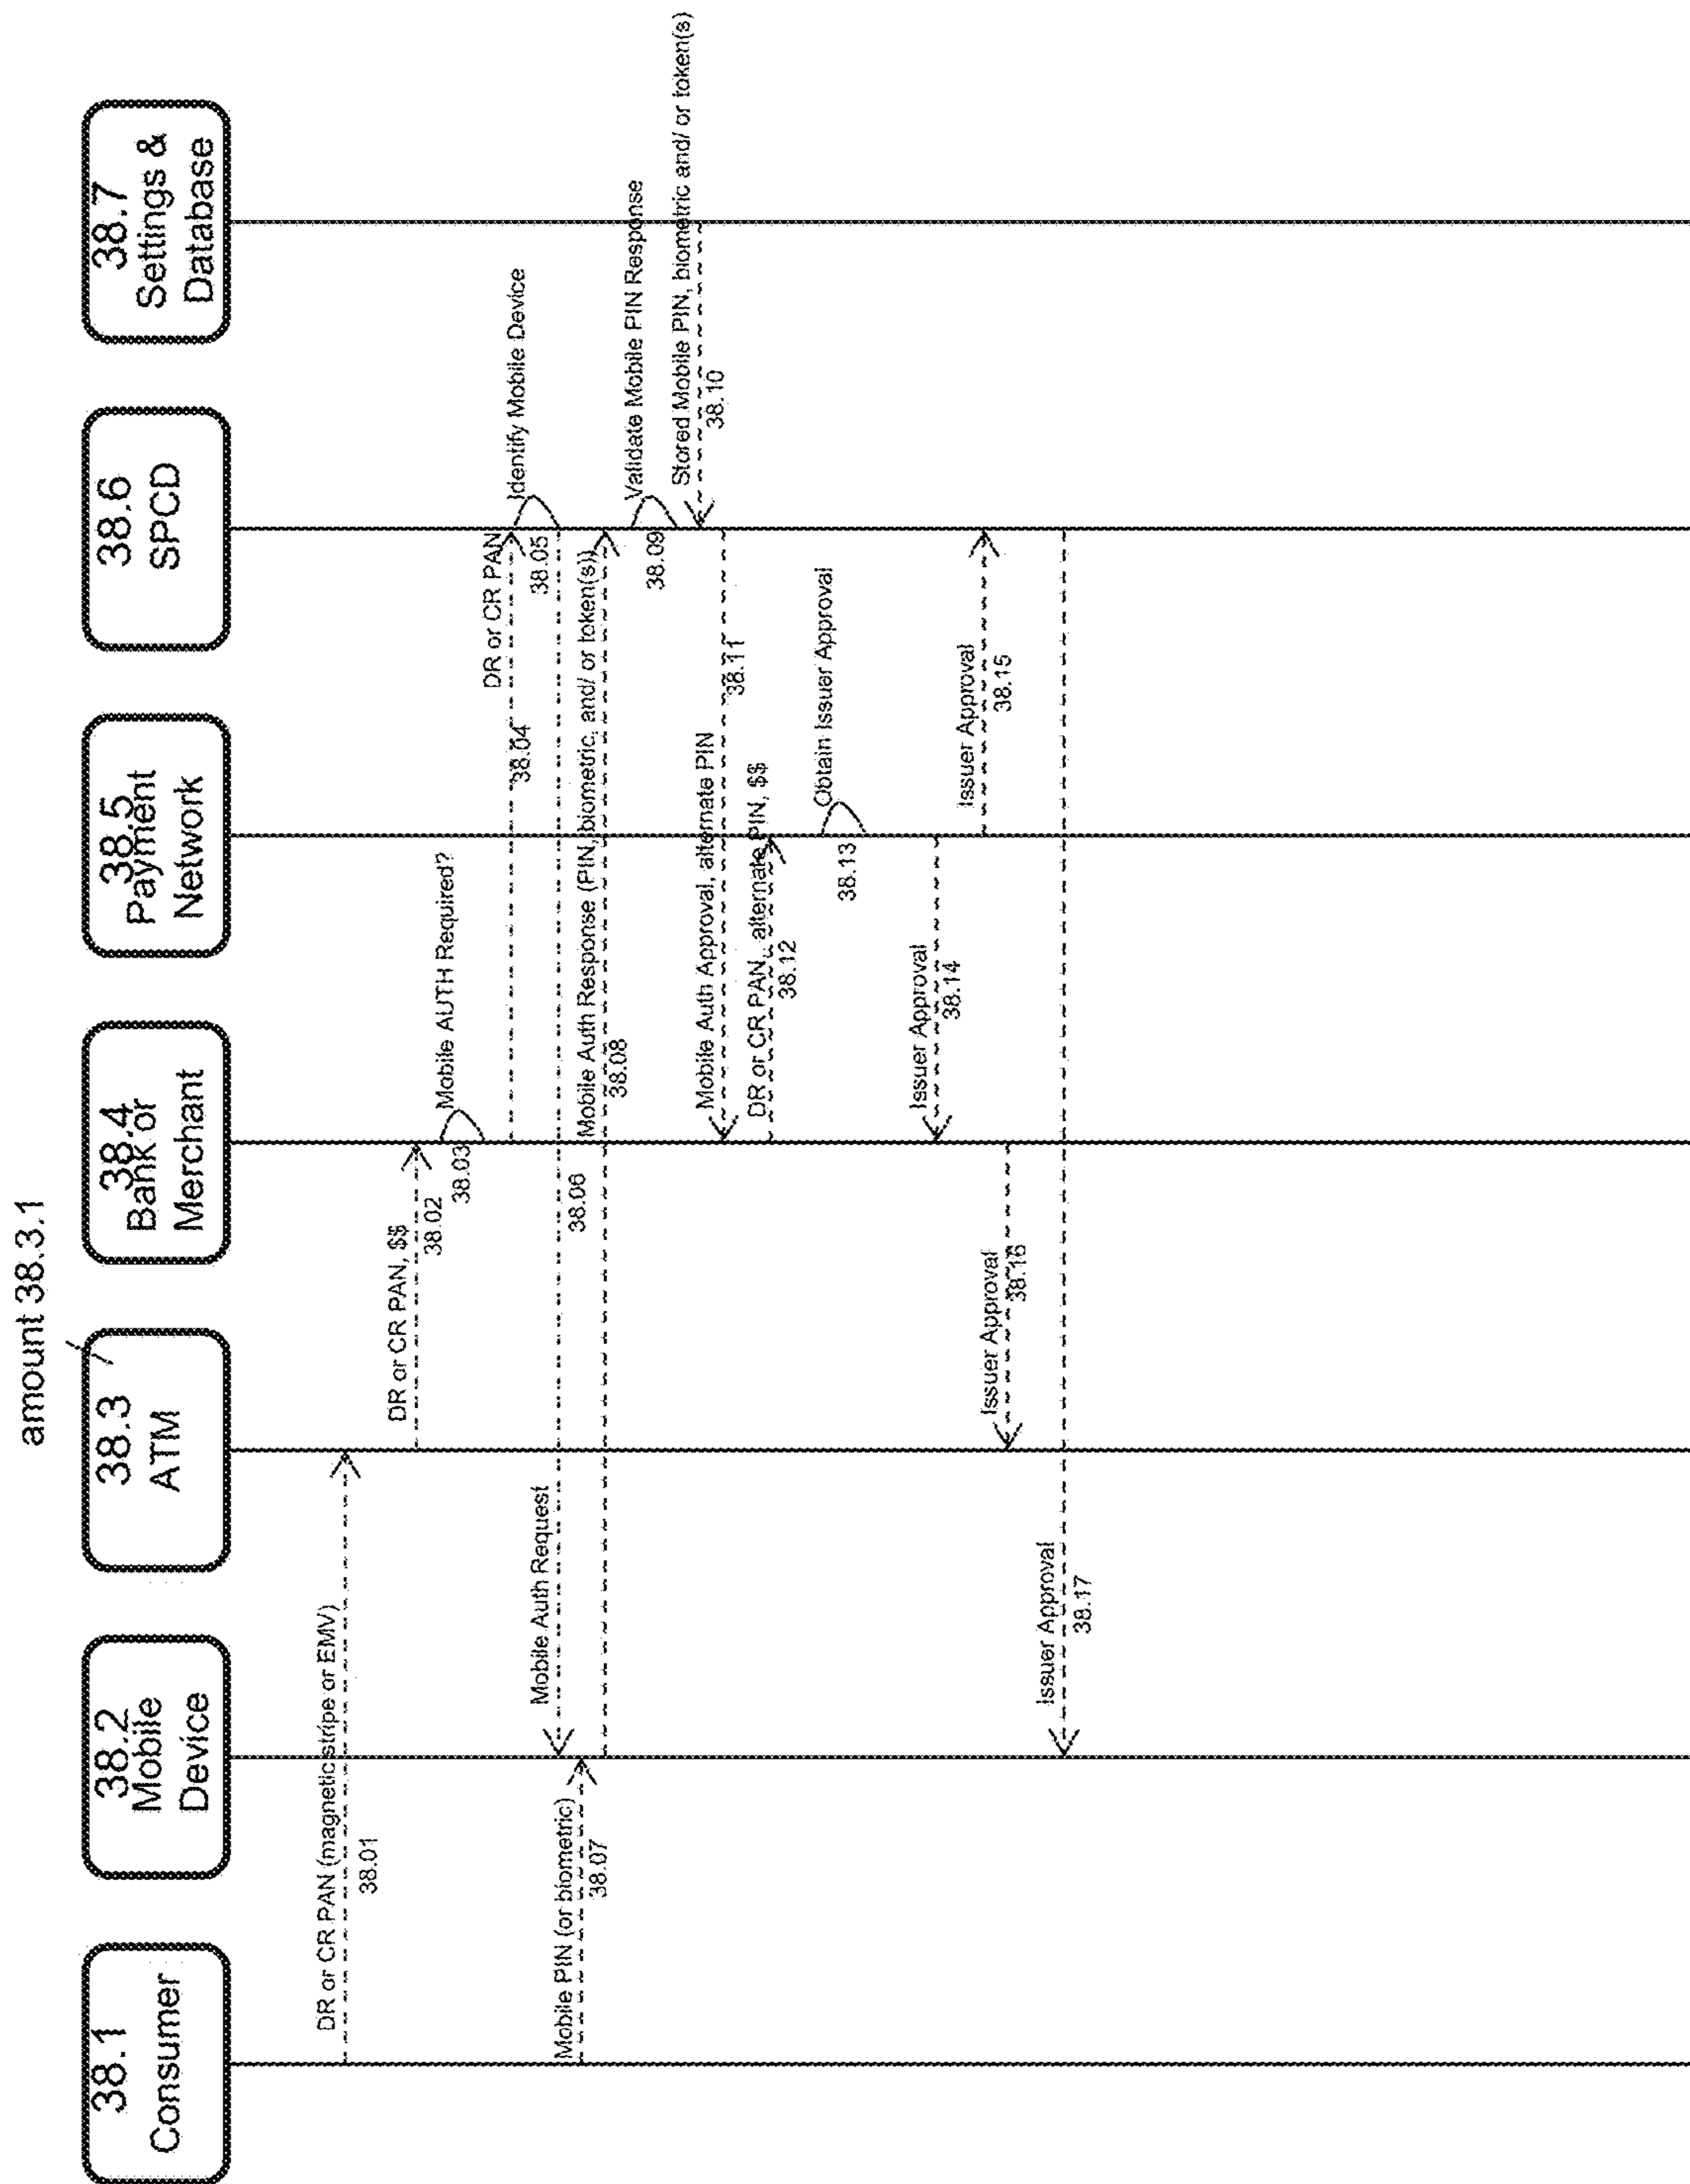 amount 38.3.1
38.1
Consumer
38.2
Mobile
Device
38.3
ATM
38.4
Bank or
Merchant
38.5
Payment
Network
38.6
SPCD
38.7
Settings &
Database
DR or CR PAN (magnetic stripe or EMV)
38.01
DR or CR PAN, $$
38.02
Mobile AUTH Required?
38.03
DR or CR PAN
38.04
Identify Mobile Device
38.05
Mobile Auth Request
38.06
Mobile PIN (or biometric)
38.07
Mobile Auth Response (PIN, biometric, and/ or token(s))
38.08
Validate Mobile PIN Response
38.09
Stored Mobile PIN, biometric and/ or token(s)
38.10
Mobile Auth Approval, alternate PIN
38.11
DR or CR PAN, alternate PIN, $$
38.12
Obtain Issuer Approval
38.13
Issuer Approval
38.14
Issuer Approval
38.15
Issuer Approval
38.16
Issuer Approval
38.17